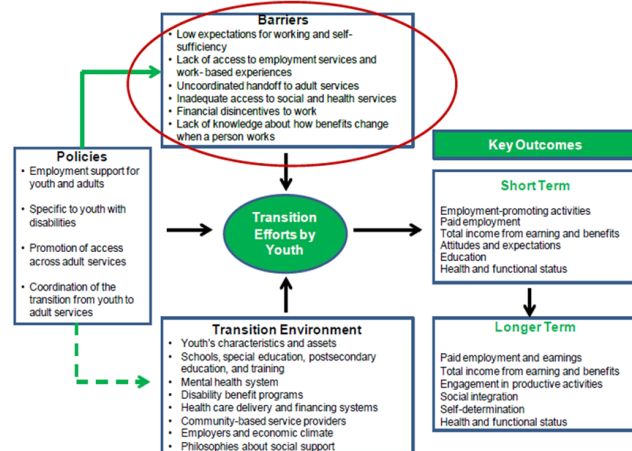 Barriers
• Low expectations for working and self-
sufficiency
• Lack of access to employment services and
work- based experiences
• Uncoordinated handoff to adult services
• Inadequate access to social and health services
• Financial disincentives to work
• Lack of knowledge about how benefits change
when a person works
Policies
• Employment support for
youth and adults
• Specific to youth with
disabilities
• Promotion of access
across adult services
• Coordination of the
transition from youth to
adult services
Transition
Efforts by
Youth
Transition Environment
• Youth's characteristics and assets
• Schools, special education, postsecondary
education, and training
• Mental health system
• Disability benefit programs
• Health care delivery and financing systems
• Community-based service providers
• Employers and economic climate
• Philosophies about social support
Key Outcomes
Short Term
Employment-promoting activities
Paid employment
Total income from earning and benefits
Attitudes and expectations
Education
Health and functional status
Longer Term
Paid employment and earnings
Total income from earning and benefits
Engagement in productive activities
Social integration
Self-determination
Health and functional status